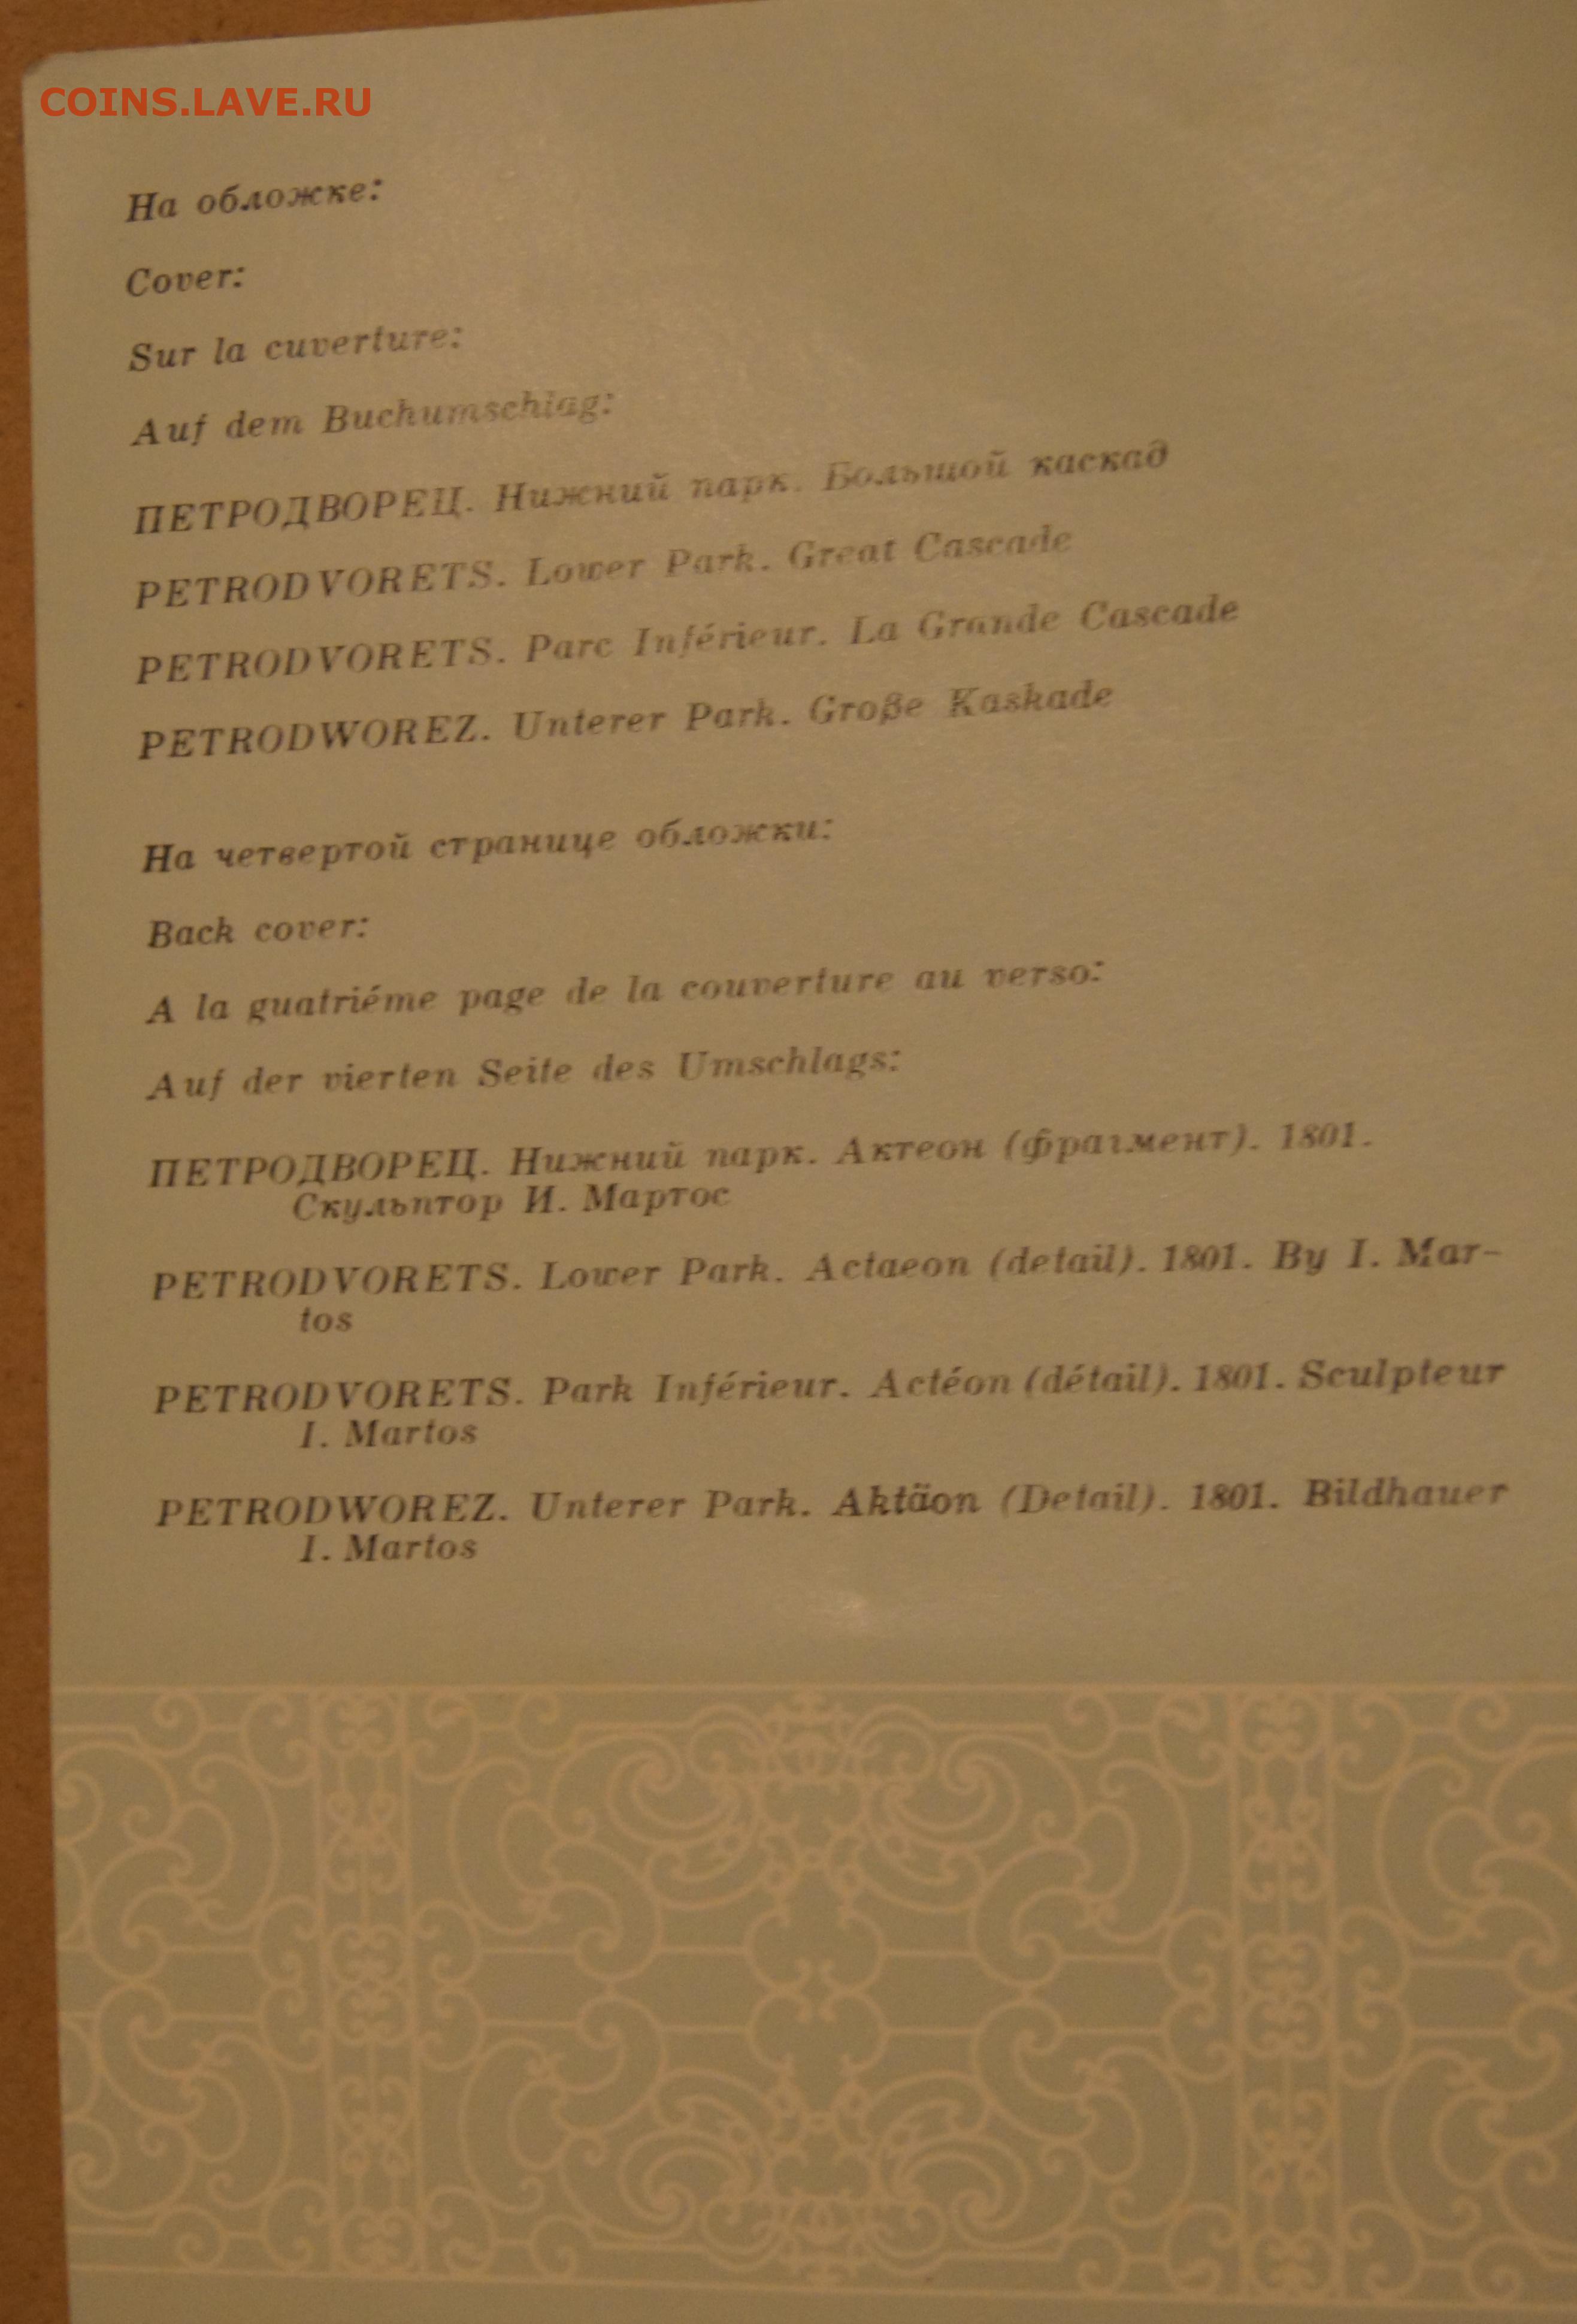 COINS.LAVE.RU
На обложке:
Cover:
Sur la cuverture:
Auf dem Buchumschlag:
ПЕТРОДВОРЕЦ. Нижний парк. Большой каскад
PETRODVORETS. Lower Park. Great Cascade
PETRODVORETS. Parc Inférieur. La Grande Cascade
PETRODWOREZ. Unterer Park. Große Kaskade
На четвертой странице обложки:
Back cover:
A la guatriéme page de la couverture au verso:
Auf der vierten Seite des Umschlags:
ПЕТРОДВОРЕЦ. Нижний парк. Актеон (фрагмент). 1801.
Скульптор И. Мартос
PETRODVORETS. Lower Park. Actaeon (detail). 1801. By I. Mar-
tos
PETRODVORETS. Park Inférieur. Actéon (détail). 1801. Sculpteur
I. Martos
PETRODWOREZ. Unterer Park. Aktäon (Detail). 1801. Bildhauer
I. Martos